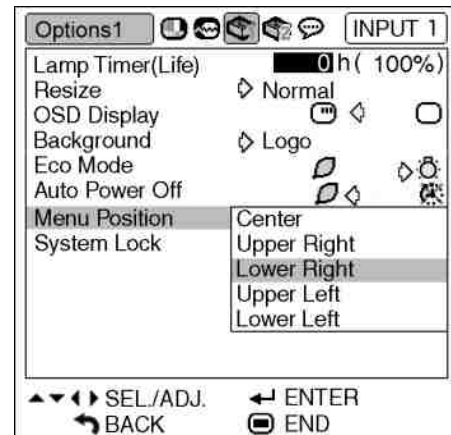 Options1 2 INPUT 1
Lamp Timer(Life) 0 h( 100%)
Resize Normal
OSD Display
Background Logo
Eco Mode
Auto Power Off
Menu Position Center
System Lock Upper Right
Lower Right
Upper Left
Lower Left
SEL./ADJ. ENTER
BACK END